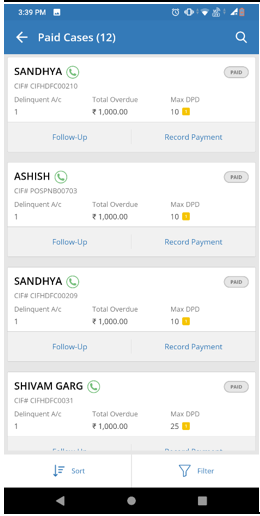 3:39 PM
Paid Cases (12)
SANDHYA PAID
CIF# CIFHDFC00210
Delinquent A/c Total Overdue Max DPD
1 ₹ 1,000.00 10
Follow-Up Record Payment
ASHISH PAID
CIF# POSPNB00703
Delinquent A/c Total Overdue Max DPD
1 ₹ 1,000.00 10
Follow-Up Record Payment
SANDHYA PAID
CIF# CIFHDFC00209
Delinquent A/c Total Overdue Max DPD
1 ₹ 1,000.00 10
Follow-Up Record Payment
SHIVAM GARG PAID
CIF# CIFHDFC0031
Delinquent A/c Total Overdue Max DPD
1 ₹ 1,000.00 25
Sort Filter